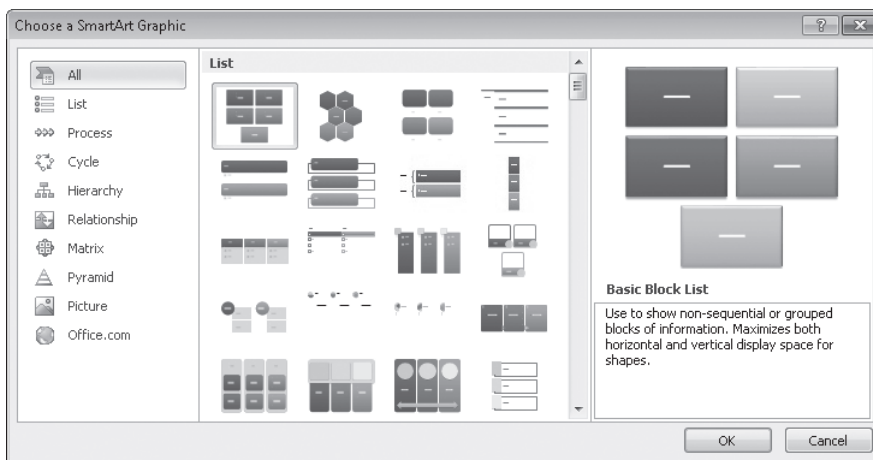 Choose a SmartArt Graphic
All
List
Process
Cycle
Hierarchy
Relationship
Matrix
Pyramid
Picture
Office.com
List
Basic Block List
Use to show non-sequential or grouped
blocks of information. Maximizes both
horizontal and vertical display space for
shapes.
OK
Cancel